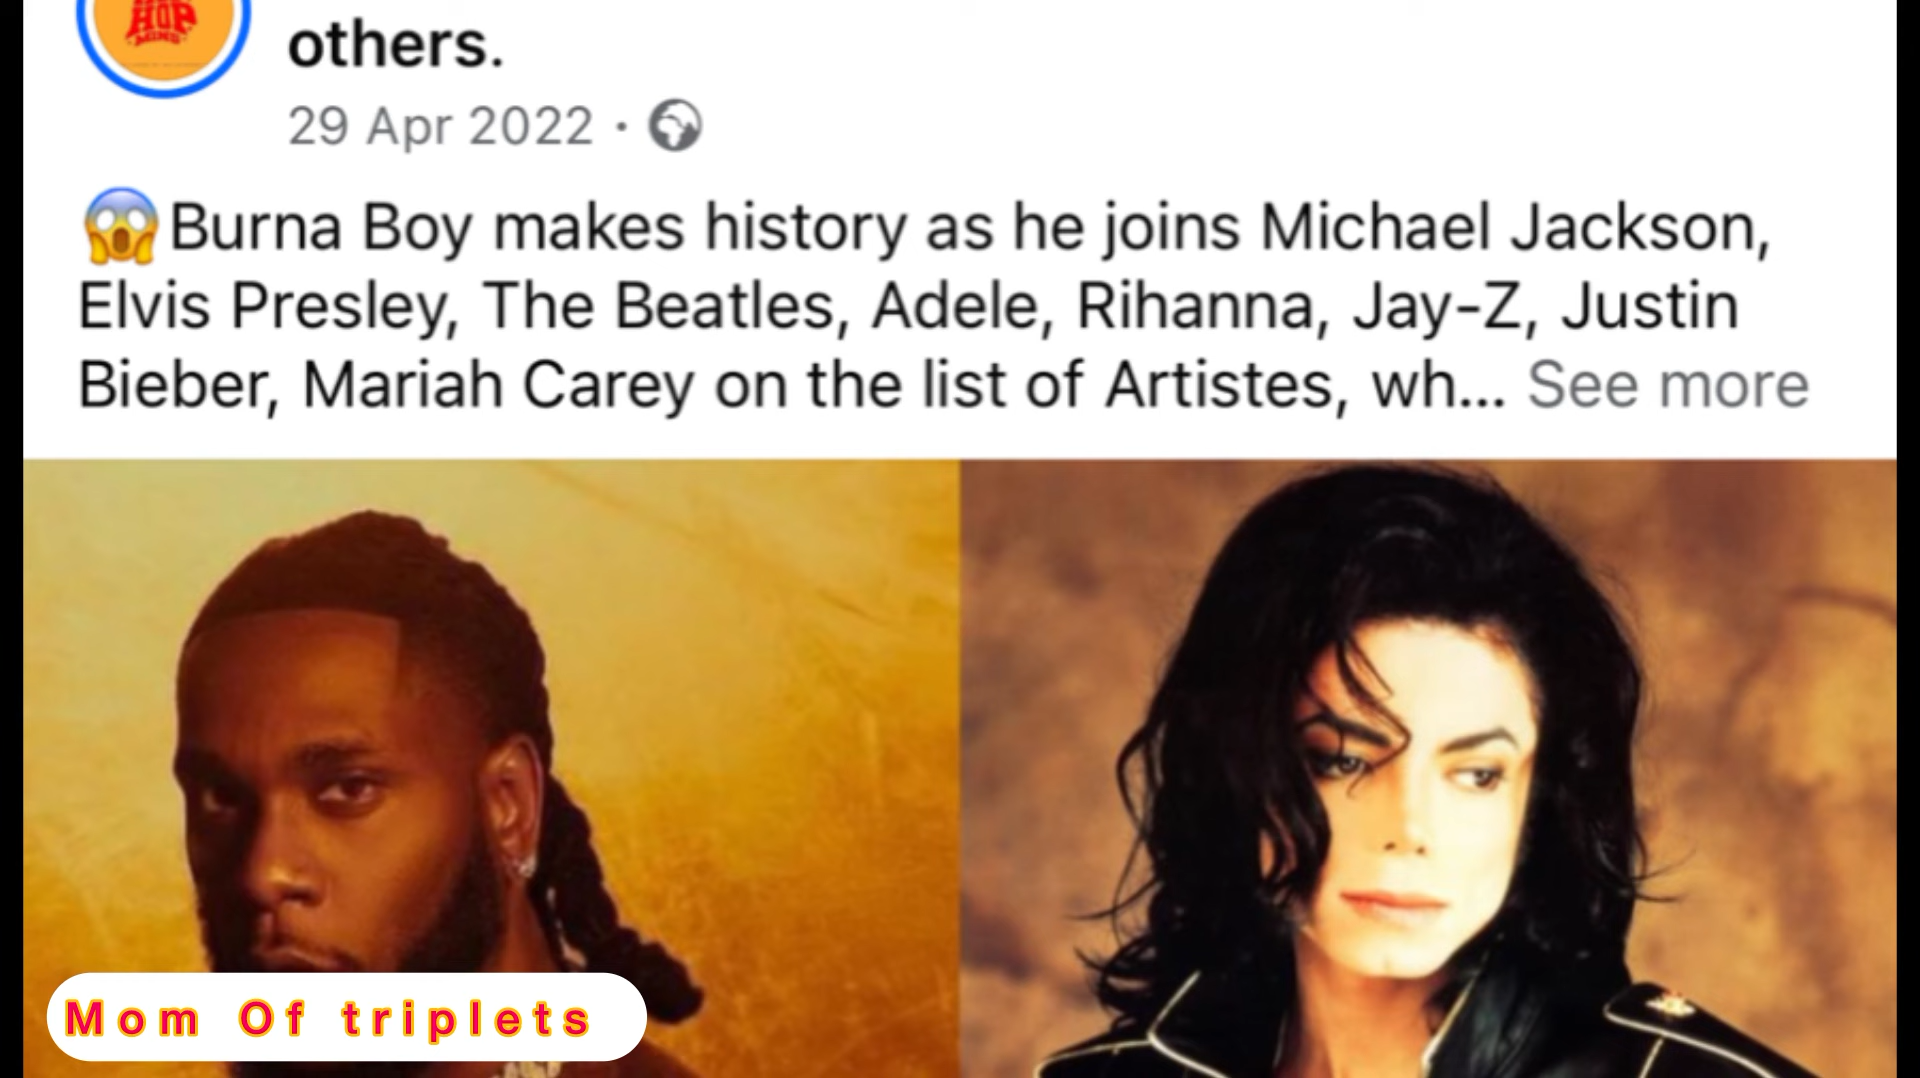 HOP
others.
29 Apr 2022 ·
😱Burna Boy makes history as he joins Michael Jackson,
Elvis Presley, The Beatles, Adele, Rihanna, Jay-Z, Justin
Bieber, Mariah Carey on the list of Artistes, wh... See more
Mom Of triplets